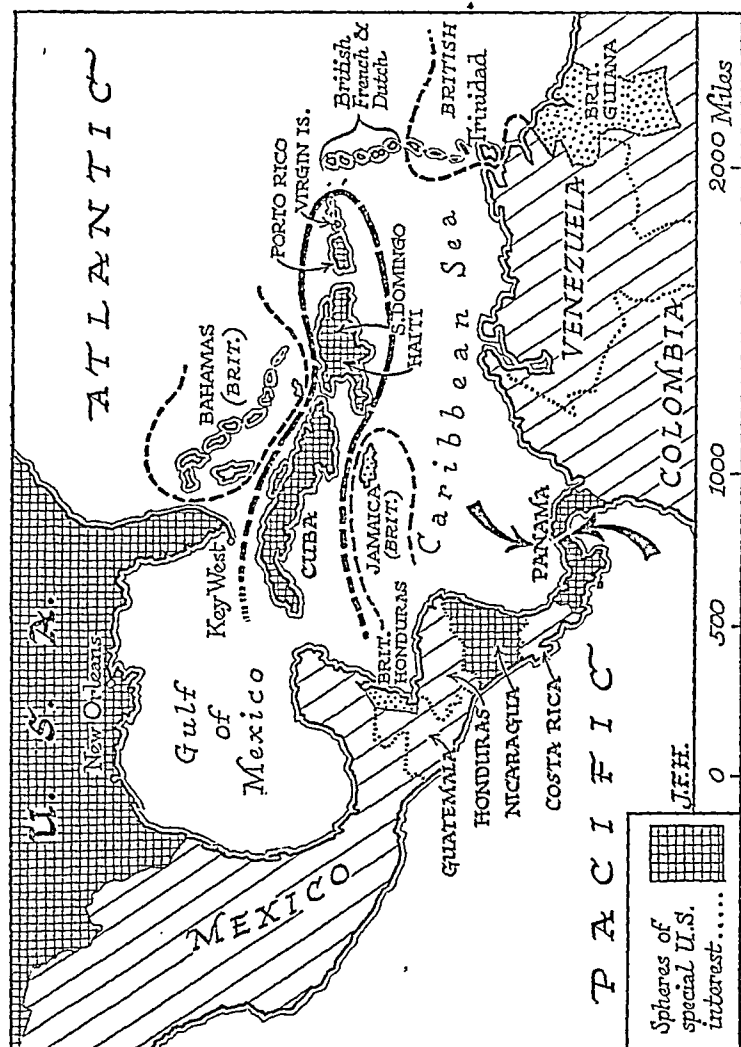 ATLANTIC
U. S. A.
New Orleans
Key West
BAHAMAS
(BRIT.)
Gulf
of
Mexico
PORTO RICO
VIRGIN IS.
British
French &
Dutch
BRITISH
Trinidad
CUBA
S. DOMINGO
HAITI
JAMAICA
(BRIT.)
Caribbean Sea
MEXICO
BRIT.
HONDURAS
GUATEMALA
HONDURAS
NICARAGUA
COSTA RICA
PANAMA
COLOMBIA
VENEZUELA
BRIT.
GUIANA
PACIFIC
J.F.H.
Spheres of
special U.S.
interest.....
0 500 1000 2000 Miles